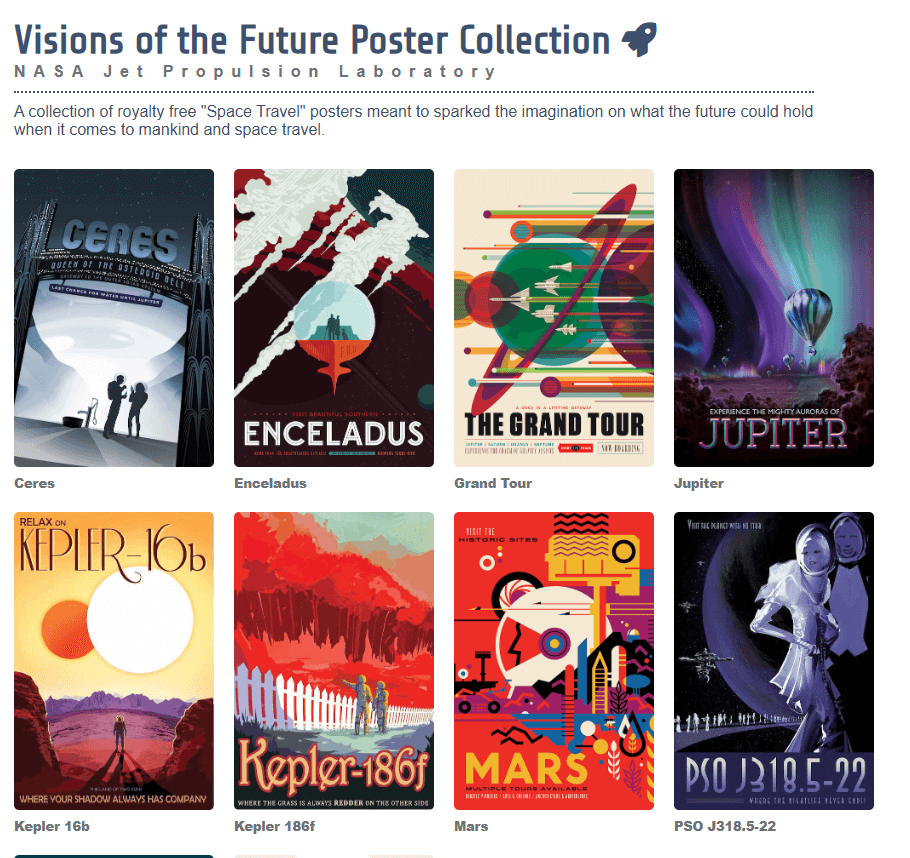 Visions of the Future Poster Collection
NASA Jet Propulsion Laboratory
A collection of royalty free "Space Travel" posters meant to sparked the imagination on what the future could hold
when it comes to mankind and space travel.
CERES
QUEEN OF THE ASTEROID BELT
LAST CHANCE FOR WATER UNTIL JUPITER
Ceres
VISIT BEAUTIFUL SOUTHERN
ENCELADUS
Enceladus
A ONCE IN A LIFETIME GETAWAY
THE GRAND TOUR
JUPITER / SATURN / URANUS / NEPTUNE
NOW BOARDING
Grand Tour
EXPERIENCE THE MIGHTY AURORAS OF
JUPITER
Jupiter
RELAX ON
KEPLER-16b
THE LAND OF TWO SUNS
WHERE YOUR SHADOW ALWAYS HAS COMPANY
Kepler 16b
Kepler-186f
WHERE THE GRASS IS ALWAYS REDDER ON THE OTHER SIDE
Kepler 186f
VISIT THE
HISTORIC SITES
MARS
MULTIPLE TOURS AVAILABLE
Mars
VISIT THE PLANET WITH NO STAR
PSO J318.5-22
WHERE THE NIGHTLIFE NEVER ENDS!
PSO J318.5-22